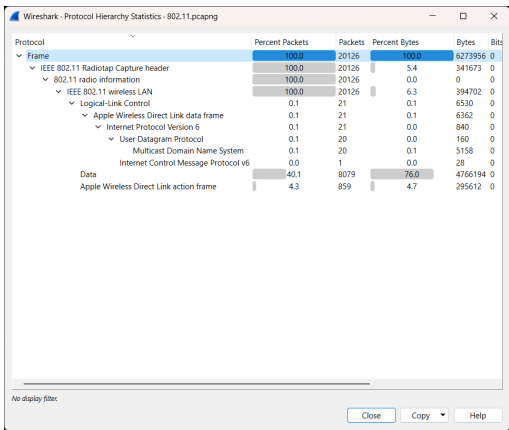 Wireshark · Protocol Hierarchy Statistics · 802.11.pcapng
Protocol Percent Packets Packets Percent Bytes Bytes Bits
Frame 100.0 20126 100.0 6273956 0
IEEE 802.11 Radiotap Capture header 100.0 20126 5.4 341673 0
802.11 radio information 100.0 20126 0.0 0 0
IEEE 802.11 wireless LAN 100.0 20126 6.3 394702 0
Logical-Link Control 0.1 21 0.1 6530 0
Apple Wireless Direct Link data frame 0.1 21 0.1 6362 0
Internet Protocol Version 6 0.1 21 0.0 840 0
User Datagram Protocol 0.1 20 0.0 160 0
Multicast Domain Name System 0.1 20 0.1 5158 0
Internet Control Message Protocol v6 0.0 1 0.0 28 0
Data 40.1 8079 76.0 4766194 0
Apple Wireless Direct Link action frame 4.3 859 4.7 295612 0
No display filter.
Close Copy Help